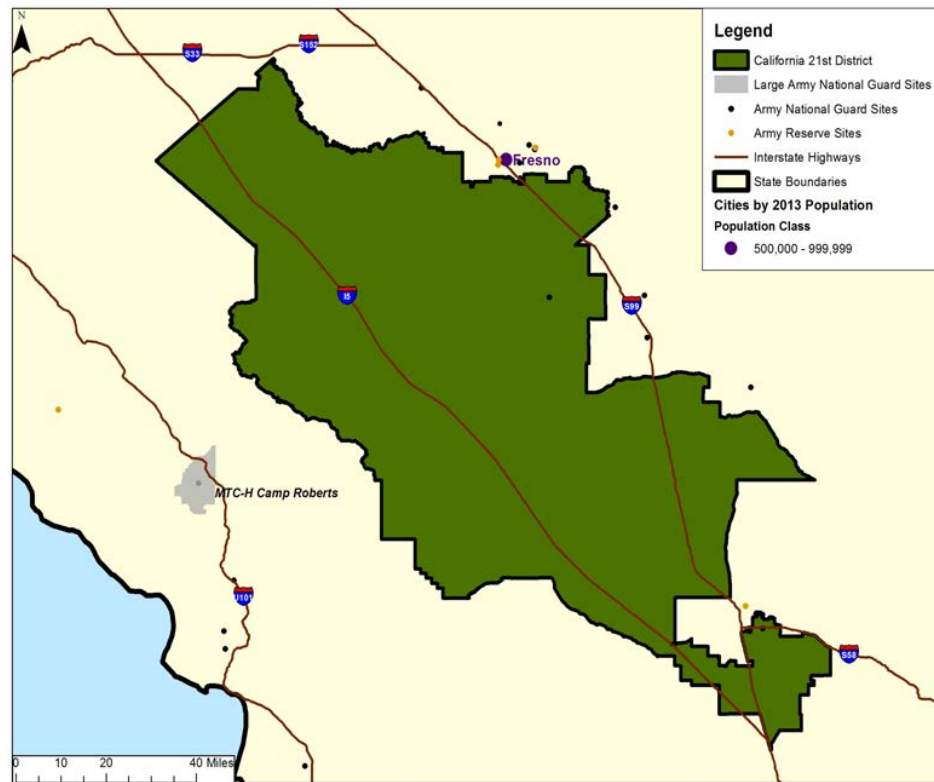 N
S33
S152
Legend
California 21st District
Large Army National Guard Sites
Army National Guard Sites
Army Reserve Sites
Interstate Highways
State Boundaries
Cities by 2013 Population
Population Class
500,000 - 999,999
Fresno
I5
S99
MTC-H Camp Roberts
U101
S58
0 10 20 40 Miles